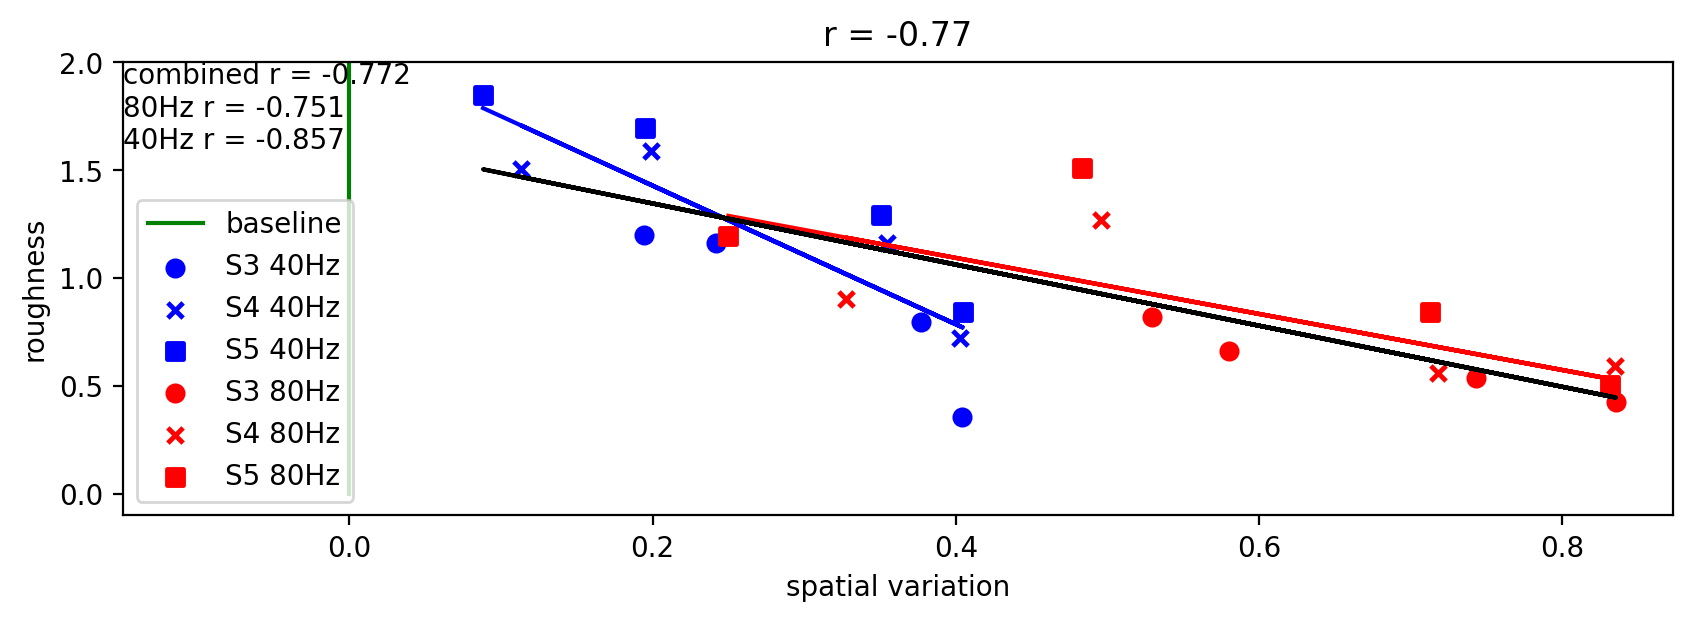 r = -0.77
combined r = -0.772
80Hz r = -0.751
40Hz r = -0.857
2.0
1.5
1.0
0.5
0.0
roughness
baseline
S3 40Hz
S4 40Hz
S5 40Hz
S3 80Hz
S4 80Hz
S5 80Hz
0.0 0.2 0.4 0.6 0.8
spatial variation